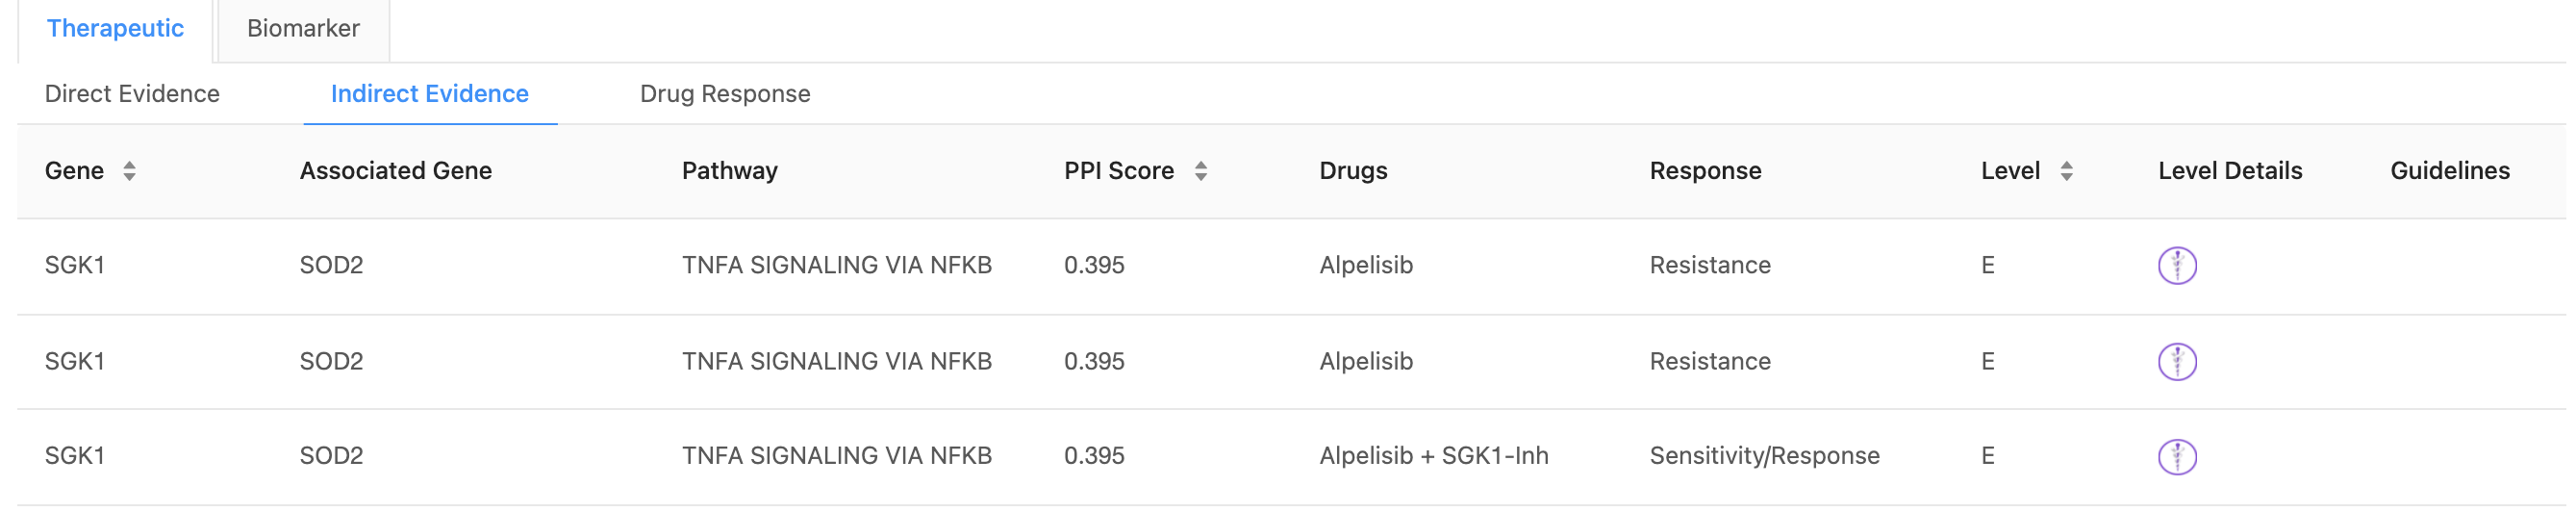 Therapeutic Biomarker
Direct Evidence Indirect Evidence Drug Response
Gene Associated Gene Pathway PPI Score Drugs Response Level Level Details Guidelines
SGK1 SOD2 TNFA SIGNALING VIA NFKB 0.395 Alpelisib Resistance E
SGK1 SOD2 TNFA SIGNALING VIA NFKB 0.395 Alpelisib Resistance E
SGK1 SOD2 TNFA SIGNALING VIA NFKB 0.395 Alpelisib + SGK1-Inh Sensitivity/Response E